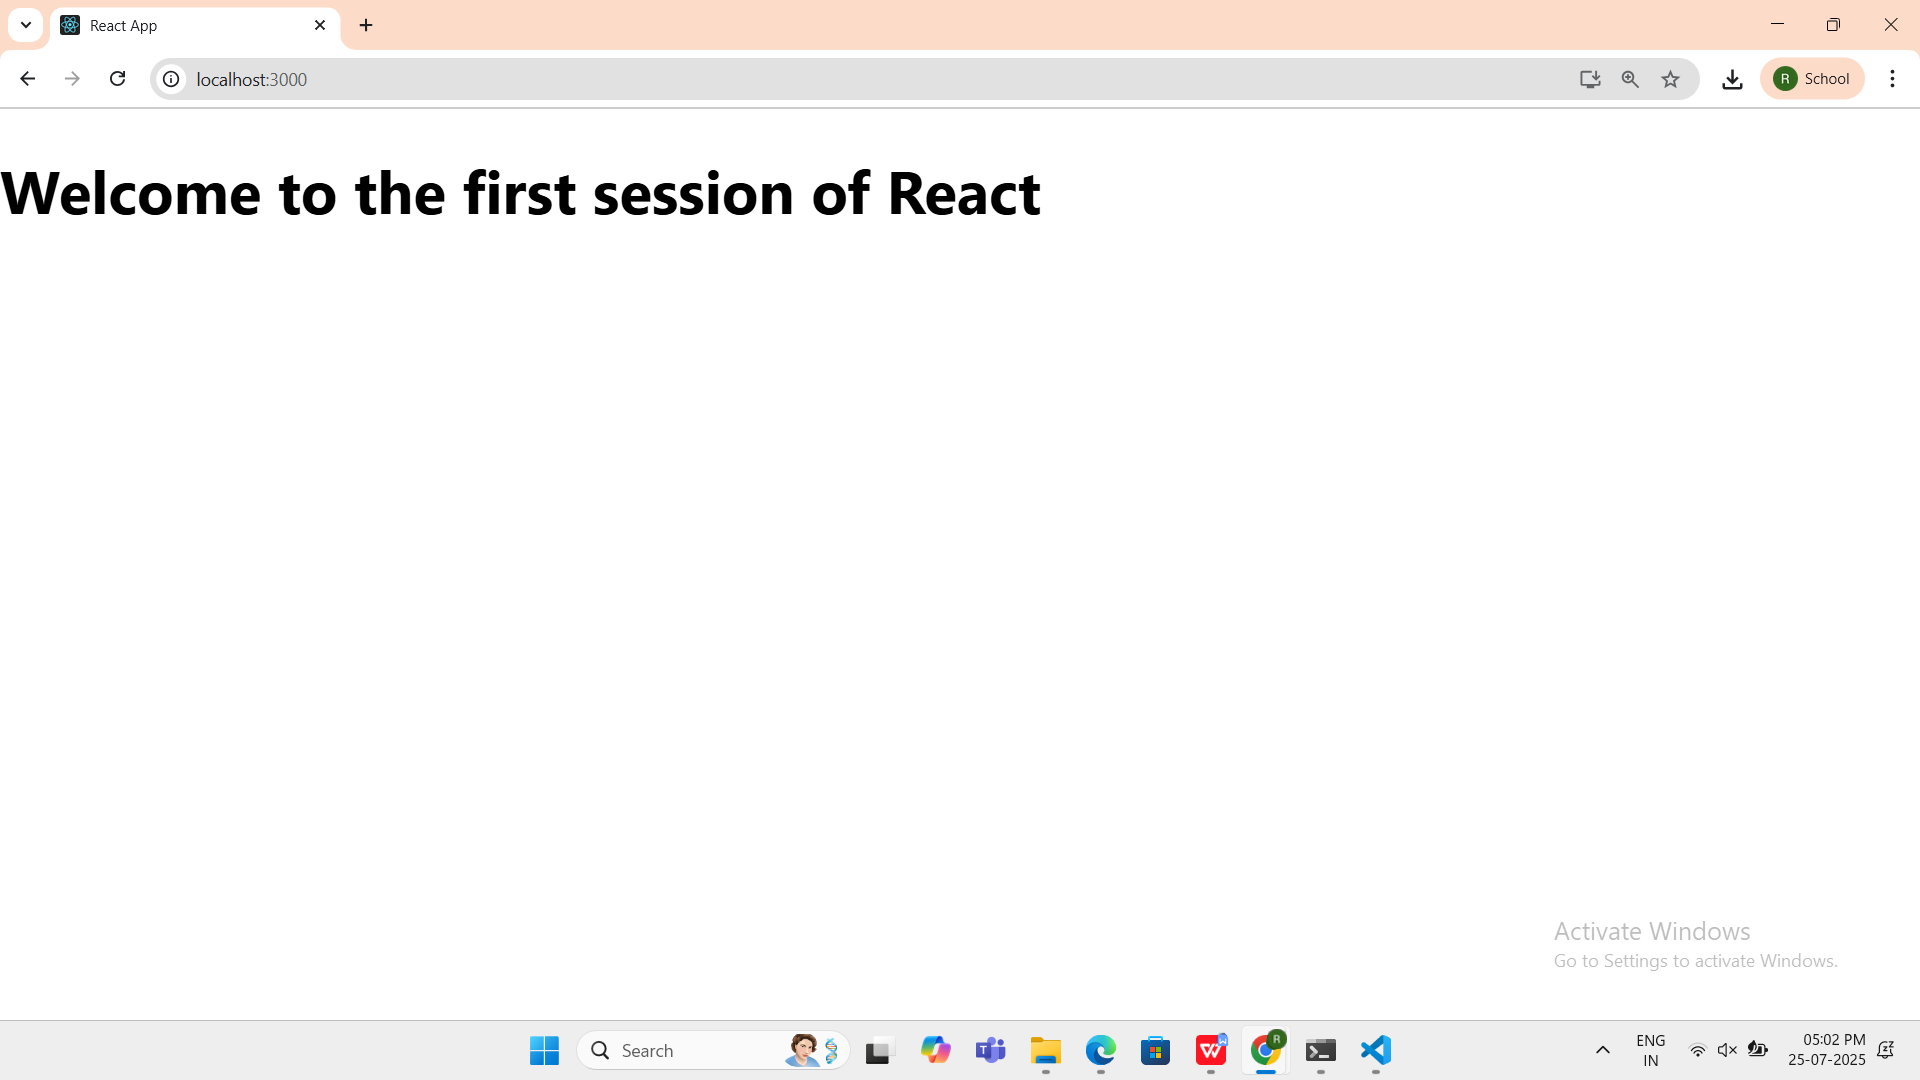 React App
localhost:3000
R School
Welcome to the first session of React
Activate Windows
Go to Settings to activate Windows.
Search
R
ENG
IN
05:02 PM
25-07-2025